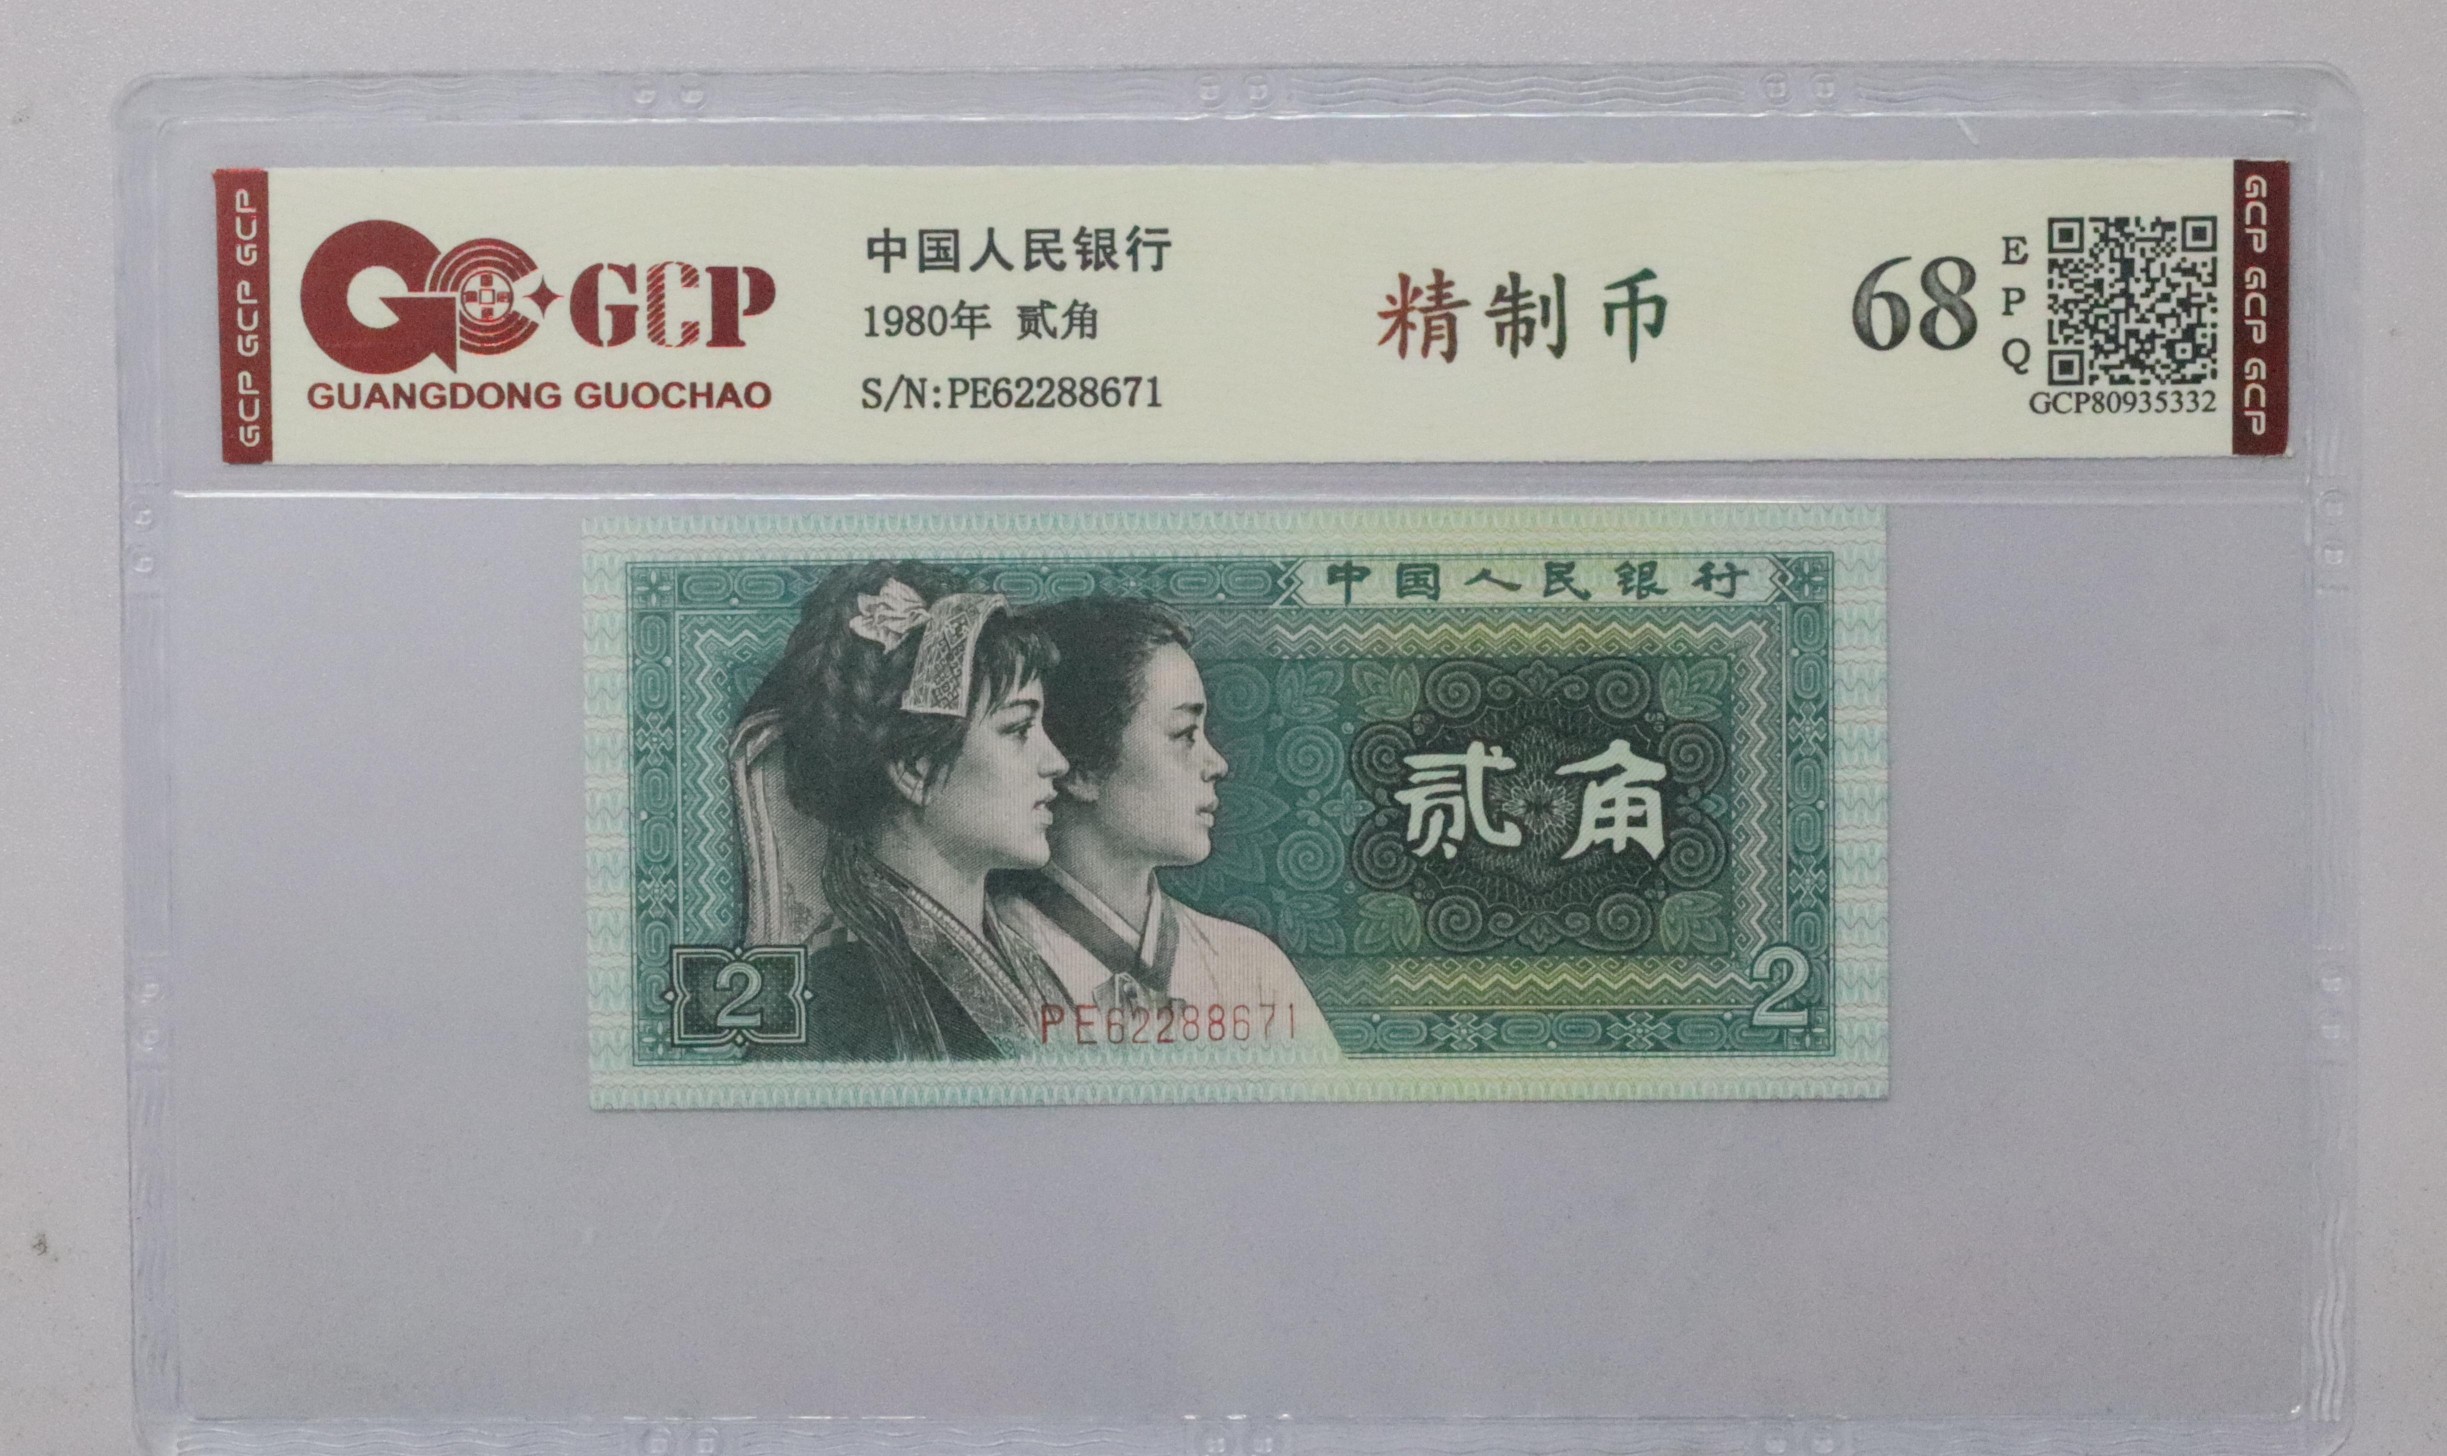 GCP GCP GCP
GCP
GUANGDONG GUOCHAO
中国人民银行
1980年 贰角
S/N:PE62288671
精制币
68
E
P
Q
GCP80935332
GCP GCP GCP
中国人民银行
贰角
2
2
PE62288671